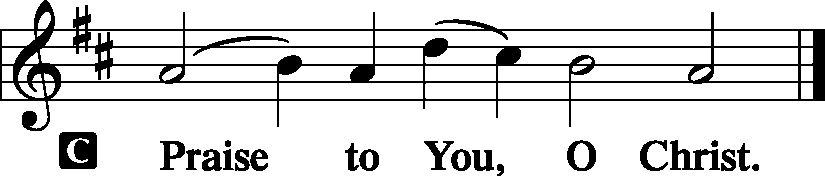 C Praise to You, O Christ.